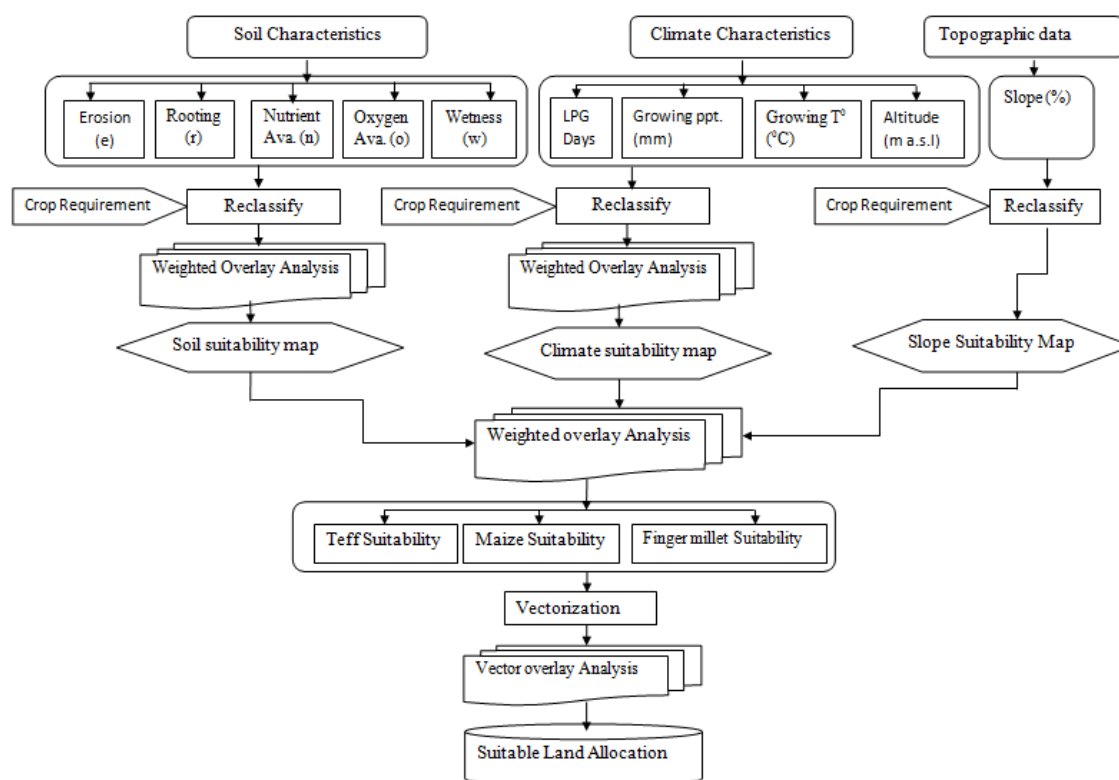 Soil Characteristics
Climate Characteristics
Topographic data
Erosion
(e)
Rooting
(r)
Nutrient
Ava. (n)
Oxygen
Ava. (o)
Wetness
(w)
LPG
Days
Growing ppt.
(mm)
Growing T⁰
(⁰C)
Altitude
(m a.s.l)
Slope (%)
Crop Requirement
Reclassify
Crop Requirement
Reclassify
Crop Requirement
Reclassify
Weighted Overlay Analysis
Weighted Overlay Analysis
Soil suitability map
Climate suitability map
Slope Suitability Map
Weighted overlay Analysis
Teff Suitability
Maize Suitability
Finger millet Suitability
Vectorization
Vector overlay Analysis
Suitable Land Allocation